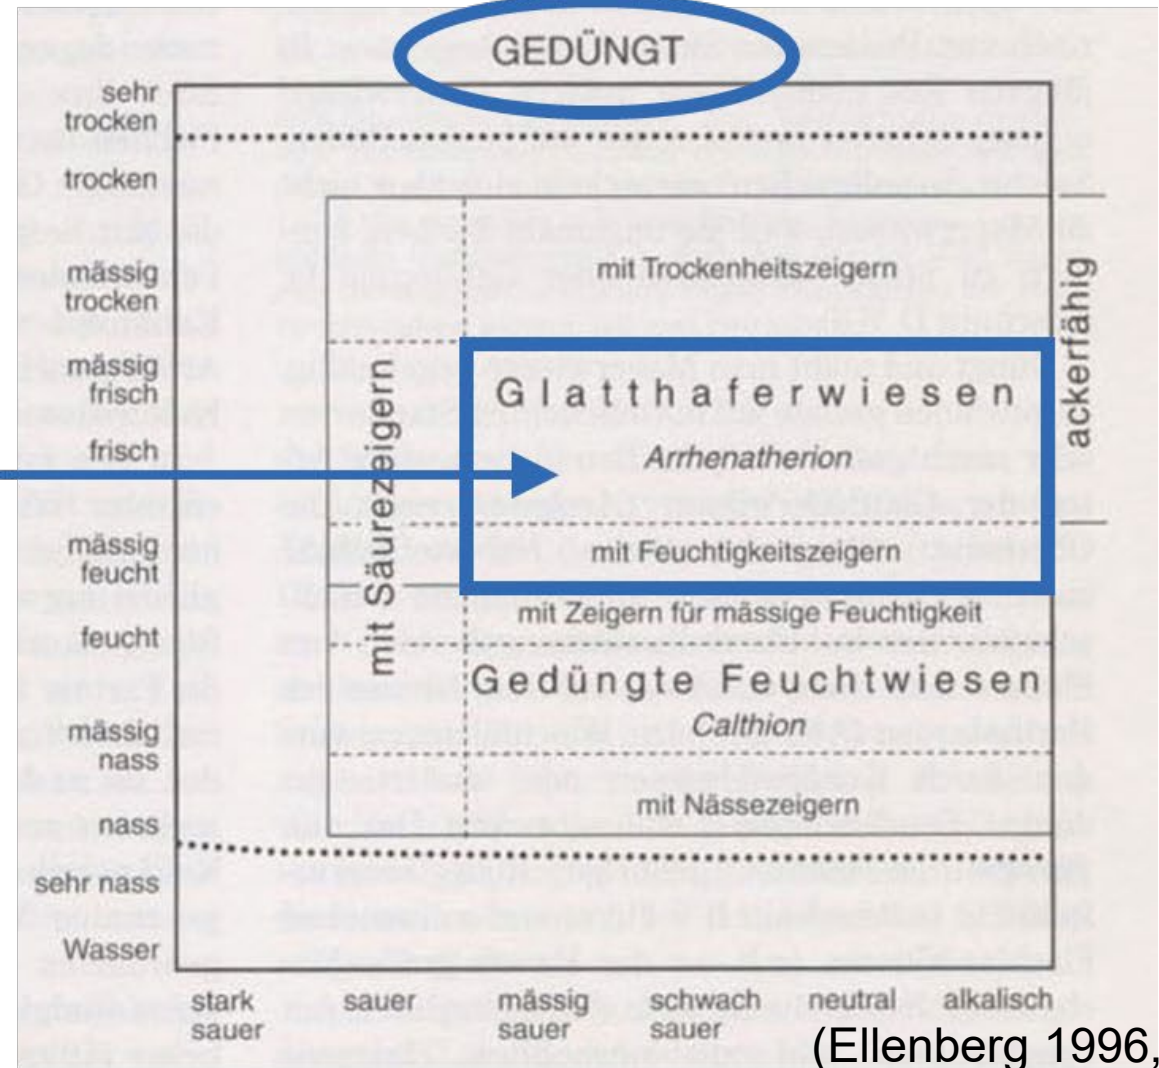 GEDÜNGT
sehr
trocken
trocken
mässig
trocken
mässig
frisch
frisch
mässig
feucht
feucht
mässig
nass
nass
sehr nass
Wasser
mit Säurezeigern
mit Trockenheitszeigern
Glatthaferwiesen
Arrhenatherion
mit Feuchtigkeitszeigern
mit Zeigern für mässige Feuchtigkeit
Gedüngte Feuchtwiesen
Calthion
mit Nässezeigern
ackerfähig
stark
sauer
sauer
mässig
sauer
schwach
sauer
neutral
alkalisch
(Ellenberg 1996,